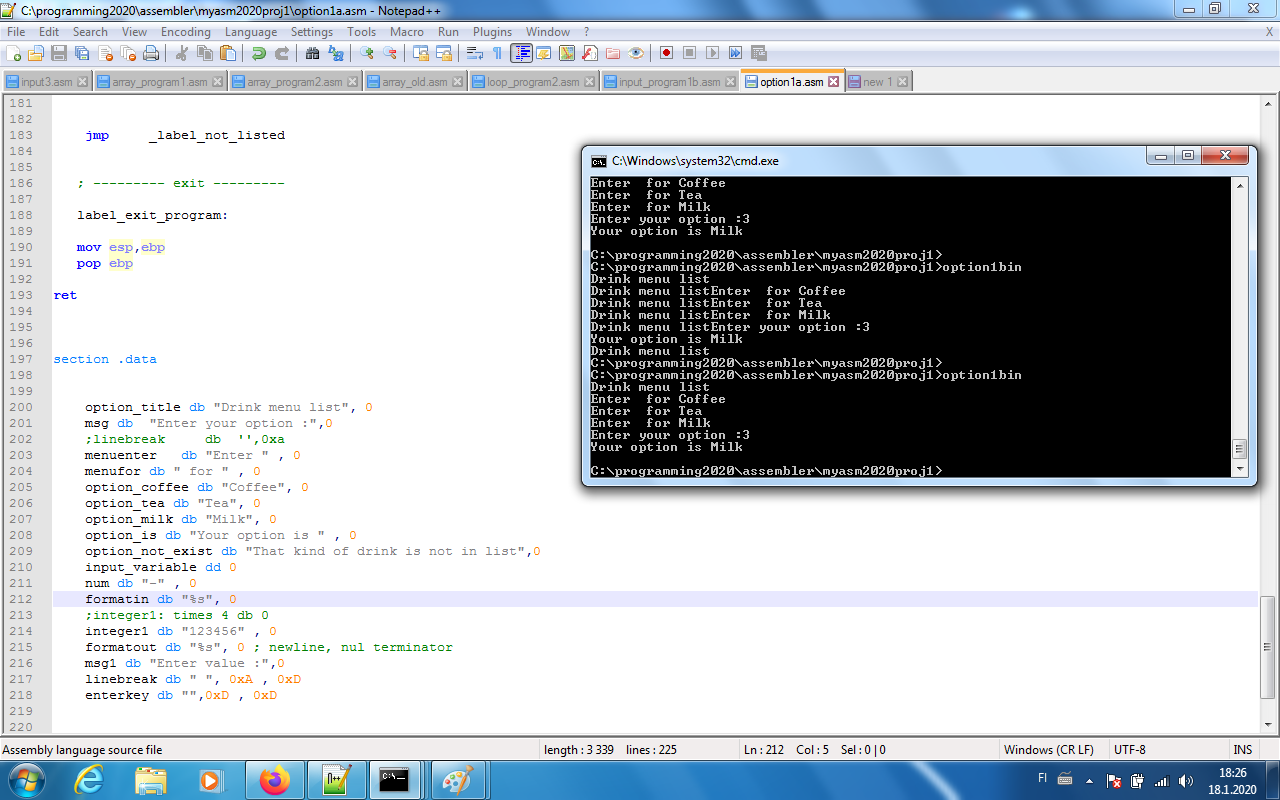 C:\programming2020\assembler\myasm2020proj1\option1a.asm - Notepad++
File Edit Search View Encoding Language Settings Tools Macro Run Plugins Window ? X
input3.asm array_program1.asm array_program2.asm array_old.asm loop_program2.asm input_program1b.asm option1a.asm new 1
181
182
183 jmp _label_not_listed
184
185
186 ; --------- exit ---------
187
188 label_exit_program:
189
190 mov esp,ebp
191 pop ebp
192
193 ret
194
195
196
197 section .data
198
199
200 option_title db "Drink menu list", 0
201 msg db "Enter your option :",0
202 ;linebreak db '',0xa
203 menuenter db "Enter " , 0
204 menufor db " for " , 0
205 option_coffee db "Coffee", 0
206 option_tea db "Tea", 0
207 option_milk db "Milk", 0
208 option_is db "Your option is " , 0
209 option_not_exist db "That kind of drink is not in list",0
210 input_variable dd 0
211 num db "-" , 0
212 formatin db "%s", 0
213 ;integer1: times 4 db 0
214 integer1 db "123456" , 0
215 formatout db "%s", 0 ; newline, nul terminator
216 msg1 db "Enter value :",0
217 linebreak db " ", 0xA , 0xD
218 enterkey db "",0xD , 0xD
219
220
C:\Windows\system32\cmd.exe
Enter  for Coffee
Enter  for Tea
Enter  for Milk
Enter your option :3
Your option is Milk
C:\programming2020\assembler\myasm2020proj1>
C:\programming2020\assembler\myasm2020proj1>option1bin
Drink menu list
Drink menu listEnter  for Coffee
Drink menu listEnter  for Tea
Drink menu listEnter  for Milk
Drink menu listEnter your option :3
Your option is Milk
Drink menu list
C:\programming2020\assembler\myasm2020proj1>
C:\programming2020\assembler\myasm2020proj1>option1bin
Drink menu list
Enter  for Coffee
Enter  for Tea
Enter  for Milk
Enter your option :3
Your option is Milk
C:\programming2020\assembler\myasm2020proj1>
Assembly language source file length : 3 339 lines : 225 Ln : 212 Col : 5 Sel : 0 | 0 Windows (CR LF) UTF-8 INS
FI 18:26
18.1.2020